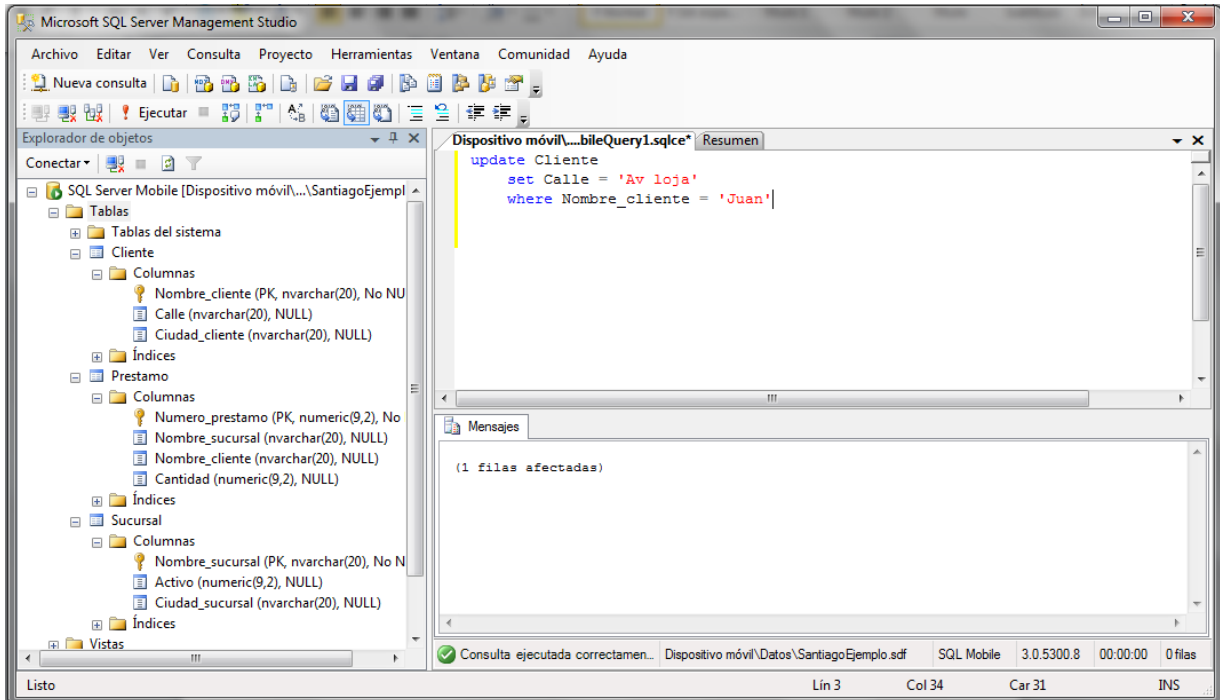 Microsoft SQL Server Management Studio
Archivo Editar Ver Consulta Proyecto Herramientas Ventana Comunidad Ayuda
Nueva consulta
Ejecutar
Explorador de objetos
Conectar
SQL Server Mobile [Dispositivo móvil\...\SantiagoEjempl
Tablas
Tablas del sistema
Cliente
Columnas
Nombre_cliente (PK, nvarchar(20), No NU
Calle (nvarchar(20), NULL)
Ciudad_cliente (nvarchar(20), NULL)
Índices
Prestamo
Columnas
Numero_prestamo (PK, numeric(9,2), No
Nombre_sucursal (nvarchar(20), NULL)
Nombre_cliente (nvarchar(20), NULL)
Cantidad (numeric(9,2), NULL)
Índices
Sucursal
Columnas
Nombre_sucursal (PK, nvarchar(20), No N
Activo (numeric(9,2), NULL)
Ciudad_sucursal (nvarchar(20), NULL)
Índices
Vistas
Dispositivo móvil\....bileQuery1.sqlce* Resumen
update Cliente
set Calle = 'Av loja'
where Nombre_cliente = 'Juan'
Mensajes
(1 filas afectadas)
Consulta ejecutada correctamen... Dispositivo móvil\Datos\SantiagoEjemplo.sdf SQL Mobile 3.0.5300.8 00:00:00 0 filas
Listo Lín 3 Col 34 Car 31 INS